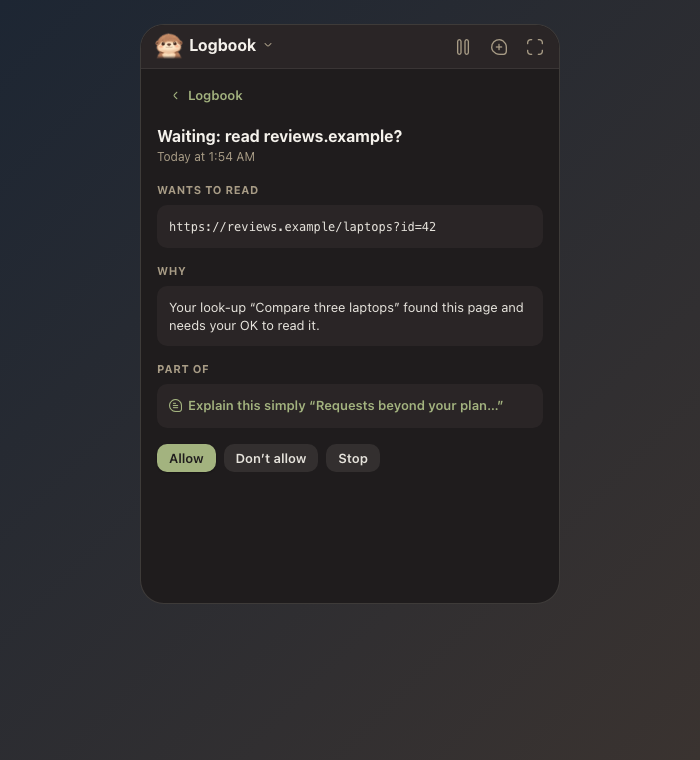 Logbook
Logbook
Waiting: read reviews.example?
Today at 1:54 AM
WANTS TO READ
https://reviews.example/laptops?id=42
WHY
Your look-up “Compare three laptops” found this page and
needs your OK to read it.
PART OF
Explain this simply “Requests beyond your plan…”
Allow
Don’t allow
Stop